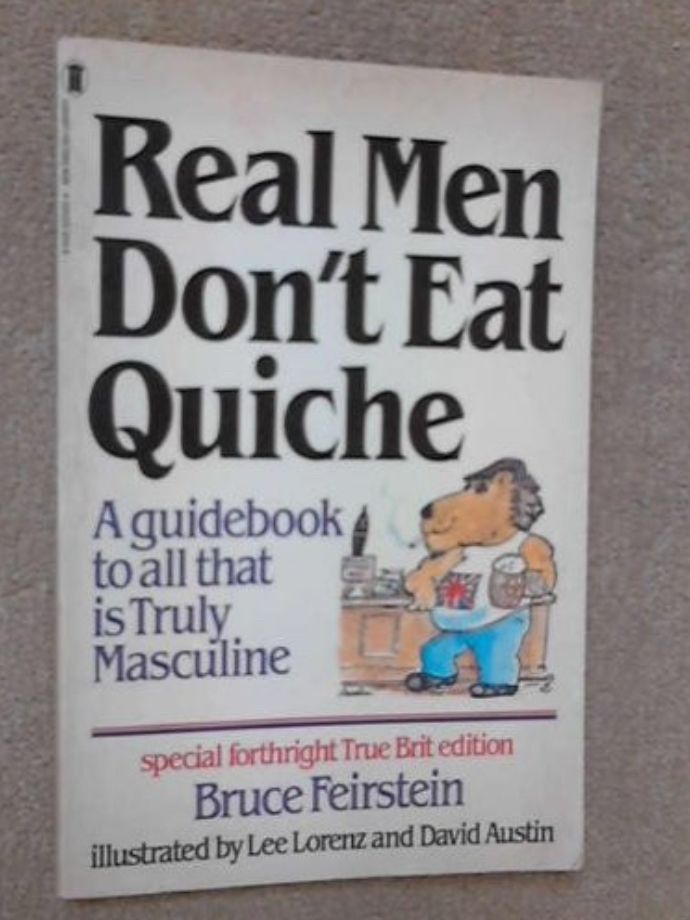 Real Men
Don't Eat
Quiche
A guidebook
to all that
is Truly
Masculine
special forthright True Brit edition
Bruce Feirstein
illustrated by Lee Lorenz and David Austin